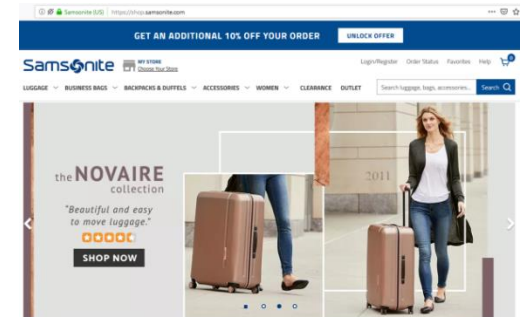 Samsonite (US) https://shop.samsonite.com
GET AN ADDITIONAL 10% OFF YOUR ORDER UNLOCK OFFER
Samsonite MY STORE Login/Register Order Status Favorites Help 0
Choose Your Store
LUGGAGE BUSINESS BAGS BACKPACKS & DUFFELS ACCESSORIES WOMEN CLEARANCE OUTLET Search luggage, bags, accessories... Search
the NOVAIRE
collection
"Beautiful and easy
to move luggage."
SHOP NOW
2011